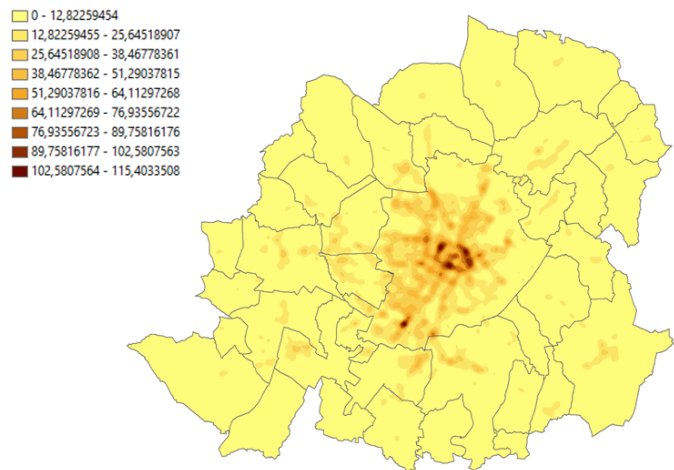 0 - 12,82259454
12,82259455 - 25,64518907
25,64518908 - 38,46778361
38,46778362 - 51,29037815
51,29037816 - 64,11297268
64,11297269 - 76,93556722
76,93556723 - 89,75816176
89,75816177 - 102,5807563
102,5807564 - 115,4033508